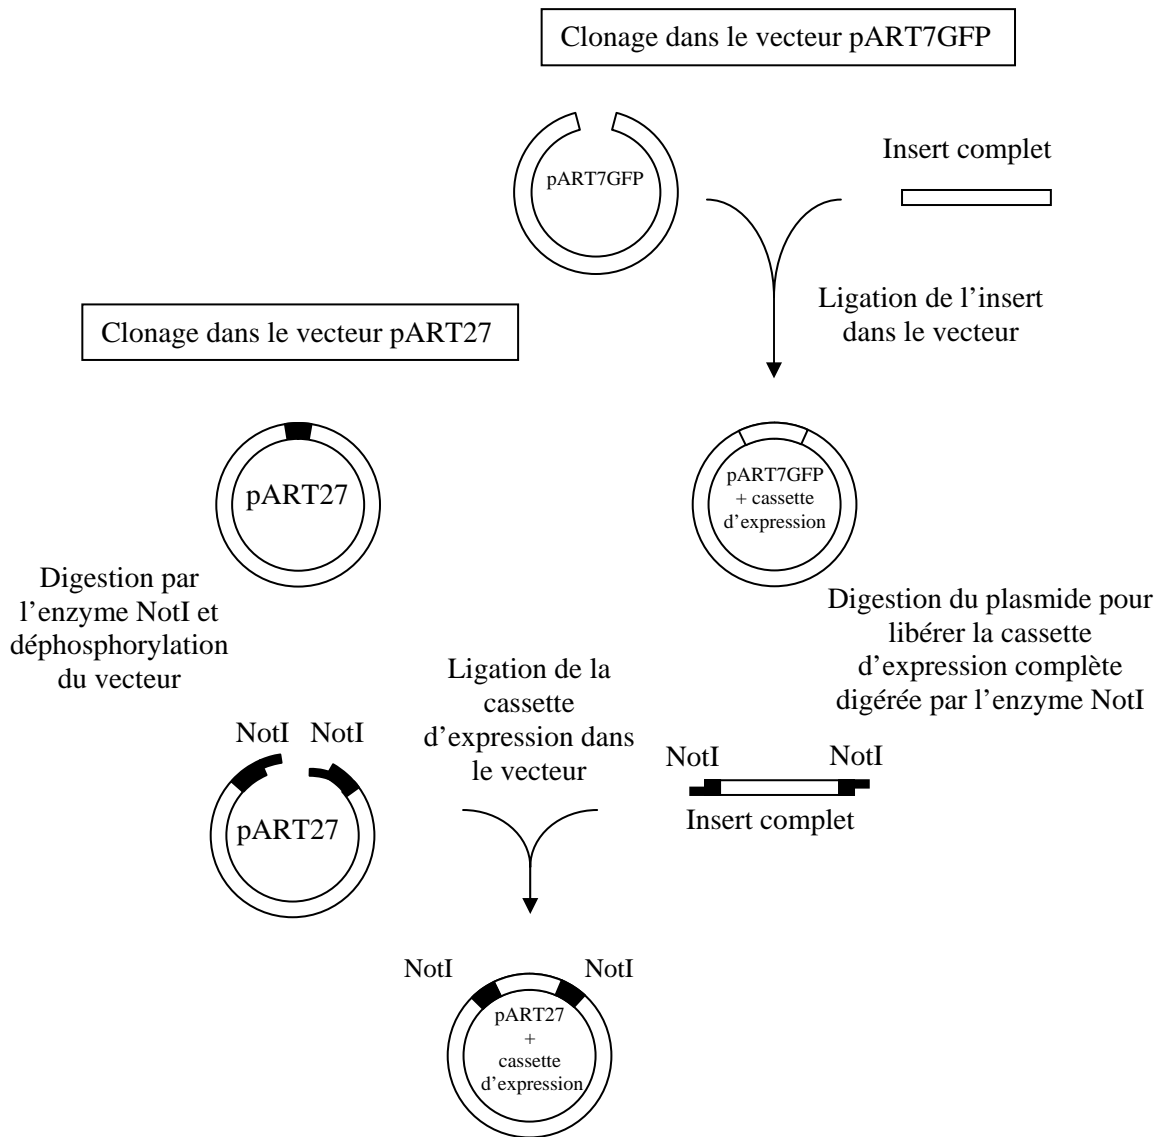 Clonage dans le vecteur pART7GFP
pART7GFP
Insert complet
Ligation de l’insert
dans le vecteur
Clonage dans le vecteur pART27
pART27
pART7GFP
+ cassette
d’expression
Digestion par
l’enzyme NotI et
déphosphorylation
du vecteur
Digestion du plasmide pour
libérer la cassette
d’expression complète
digérée par l’enzyme NotI
Ligation de la
cassette
d’expression dans
le vecteur
NotI NotI
pART27
NotI NotI
Insert complet
NotI NotI
pART27
+
cassette
d’expression